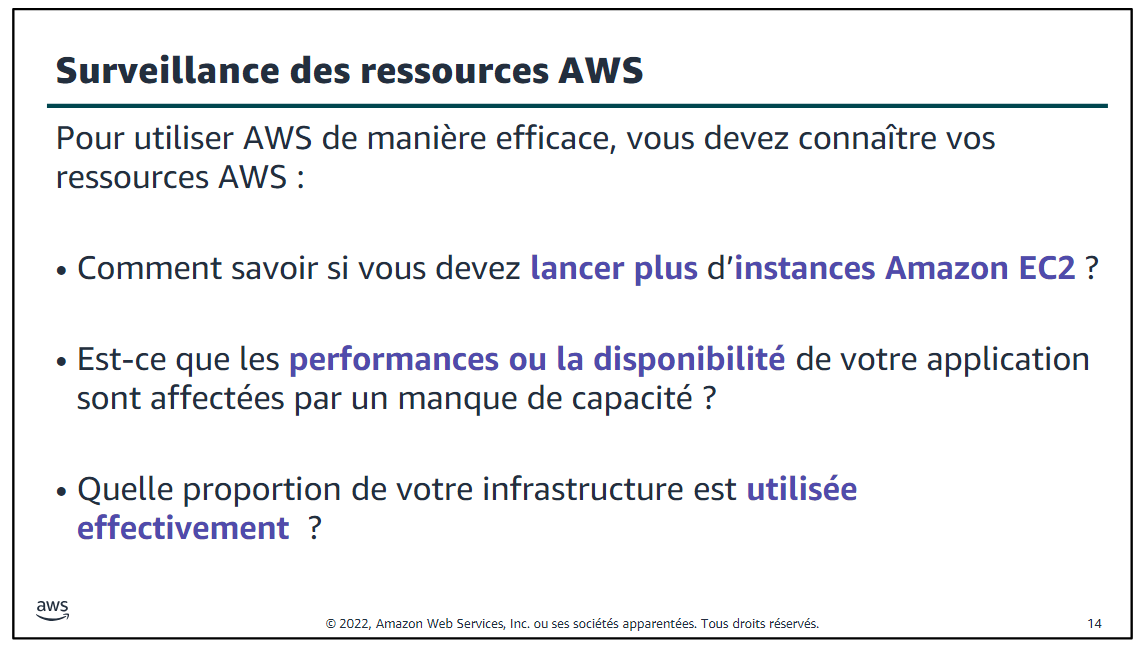 Surveillance des ressources AWS
Pour utiliser AWS de manière efficace, vous devez connaître vos
ressources AWS :
• Comment savoir si vous devez lancer plus d’instances Amazon EC2 ?
• Est-ce que les performances ou la disponibilité de votre application
sont affectées par un manque de capacité ?
• Quelle proportion de votre infrastructure est utilisée
effectivement  ?
aws
© 2022, Amazon Web Services, Inc. ou ses sociétés apparentées. Tous droits réservés.
14